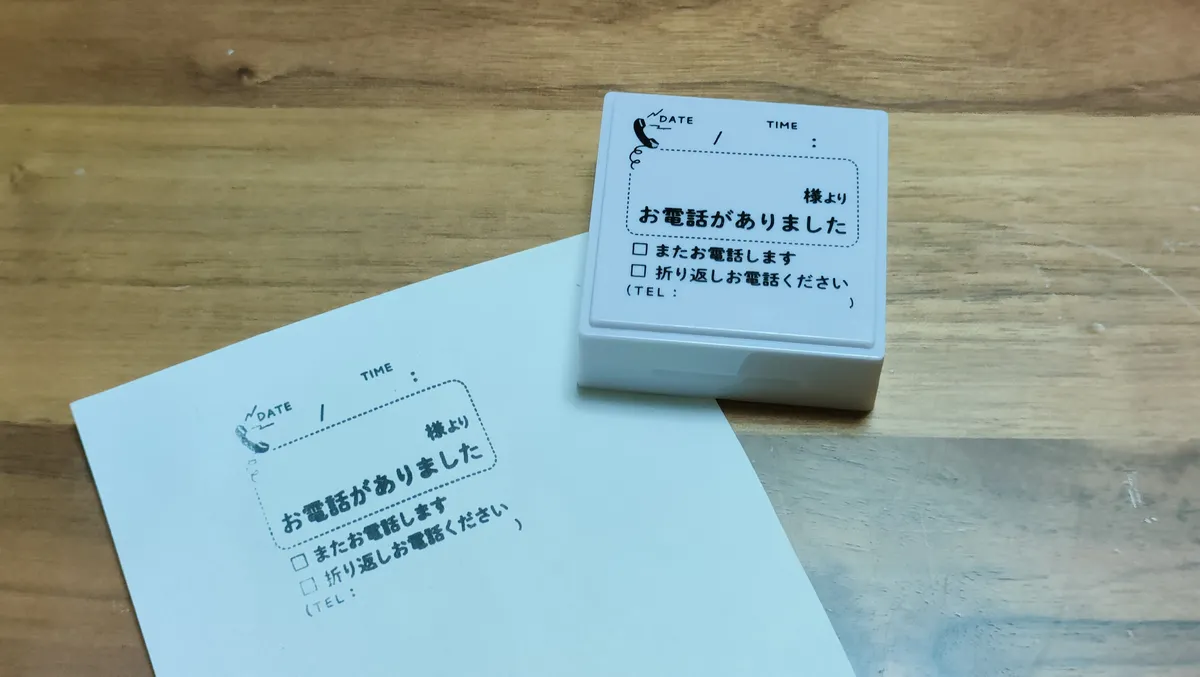 DATE / TIME :
様より
お電話がありました
□ またお電話します
□ 折り返しお電話ください
(TEL : )
DATE / TIME :
様より
お電話がありました
□ またお電話します
□ 折り返しお電話ください
(TEL : )